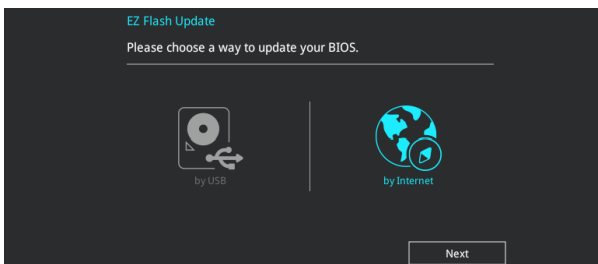 EZ Flash Update
Please choose a way to update your BIOS.
by USB
by Internet
Next